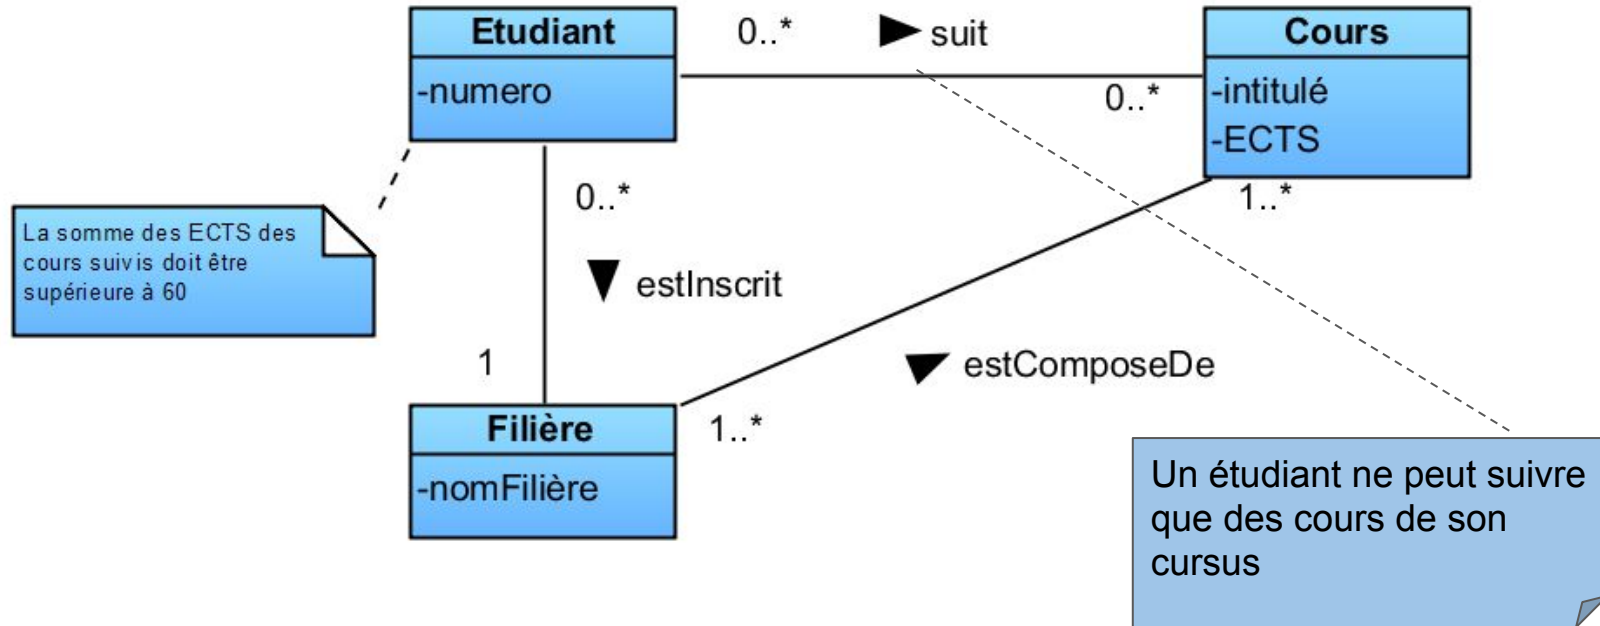 Etudiant
-numero
0..*
suit
0..*
Cours
-intitulé
-ECTS
La somme des ECTS des
cours suivis doit être
supérieure à 60
0..*
estInscrit
1
1..*
estComposeDe
Filière
-nomFilière
1..*
Un étudiant ne peut suivre
que des cours de son
cursus